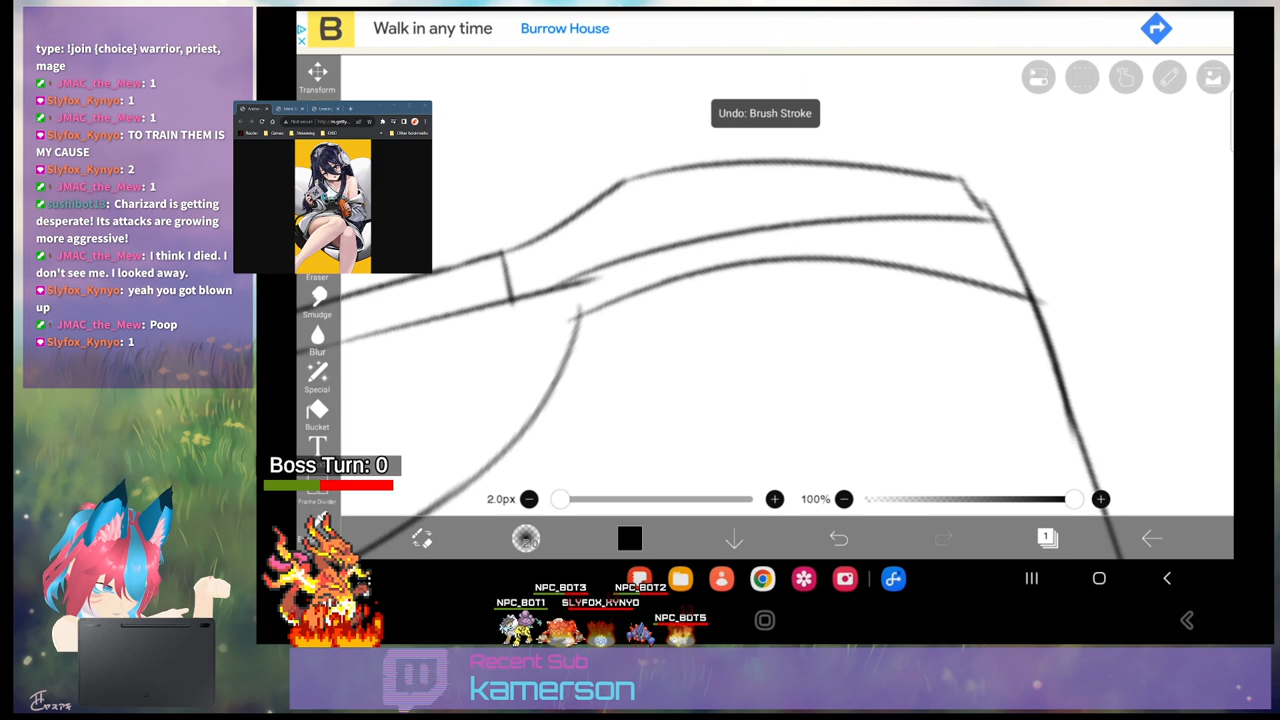 type: !join {choice} warrior, priest,
mage
JMAC_the_Mew: 1
Slyfox_Kynyo: 1
JMAC_the_Mew: 1
Slyfox_Kynyo: TO TRAIN THEM IS
MY CAUSE
Slyfox_Kynyo: 2
JMAC_the_Mew: 1
sushibot13: Charizard is getting
desperate! Its attacks are growing
more aggressive!
JMAC_the_Mew: I think I died. I
don't see me. I looked away.
Slyfox_Kynyo: yeah you got blown
up
JMAC_the_Mew: Poop
Slyfox_Kynyo: 1
B
Walk in any time
Burrow House
Transform
Undo: Brush Stroke
Other bookmarks
Eraser
Smudge
Blur
Special
Bucket
T
Frame Divider
Boss Turn: 0
2.0px
100%
1
NPC_BOT3
NPC_BOT2
NPC_BOT1
SLYFOX_KYNYO
NPC_BOT5
Recent Sub
kamerson